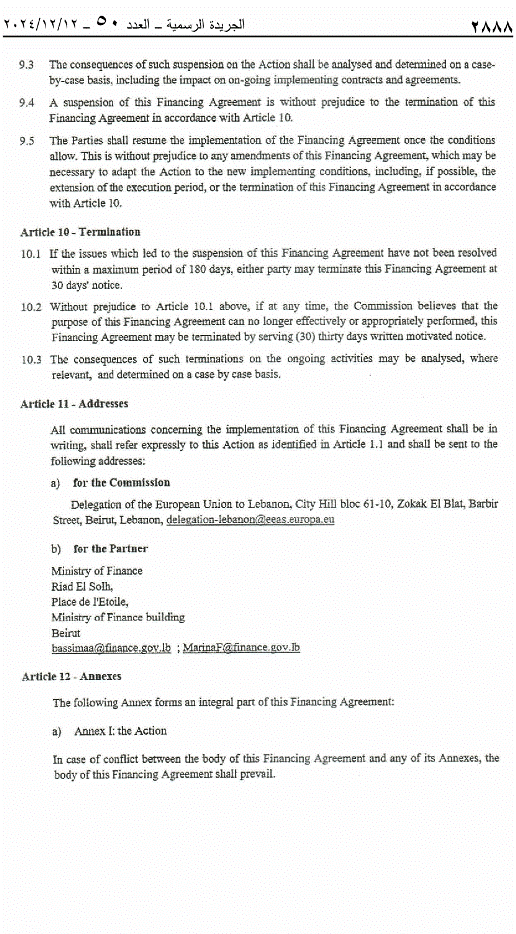 ٢٨٨٨ الجريدة الرسمية – العدد ٥٠ – ٢٠٢٤/١٢/١٢
9.3 The consequences of such suspension on the Action shall be analysed and determined on a case-
by-case basis, including the impact on on-going implementing contracts and agreements.
9.4 A suspension of this Financing Agreement is without prejudice to the termination of this
Financing Agreement in accordance with Article 10.
9.5 The Parties shall resume the implementation of the Financing Agreement once the conditions
allow. This is without prejudice to any amendments of this Financing Agreement, which may be
necessary to adapt the Action to the new implementing conditions, including, if possible, the
extension of the execution period, or the termination of this Financing Agreement in accordance
with Article 10.
Article 10 - Termination
10.1 If the issues which led to the suspension of this Financing Agreement have not been resolved
within a maximum period of 180 days, either party may terminate this Financing Agreement at
30 days' notice.
10.2 Without prejudice to Article 10.1 above, if at any time, the Commission believes that the
purpose of this Financing Agreement can no longer effectively or appropriately performed, this
Financing Agreement may be terminated by serving (30) thirty days written motivated notice.
10.3 The consequences of such terminations on the ongoing activities may be analysed, where
relevant, and determined on a case by case basis.
Article 11 - Addresses
All communications concerning the implementation of this Financing Agreement shall be in
writing, shall refer expressly to this Action as identified in Article 1.1 and shall be sent to the
following addresses:
a) for the Commission
Delegation of the European Union to Lebanon, City Hill bloc 61-10, Zokak El Blat, Barbir
Street, Beirut, Lebanon, delegation-lebanon@eeas.europa.eu
b) for the Partner
Ministry of Finance
Riad El Solh,
Place de l'Etoile,
Ministry of Finance building
Beirut
bassimaa@finance.gov.lb ; MarinaF@finance.gov.lb
Article 12 - Annexes
The following Annex forms an integral part of this Financing Agreement:
a) Annex I: the Action
In case of conflict between the body of this Financing Agreement and any of its Annexes, the
body of this Financing Agreement shall prevail.